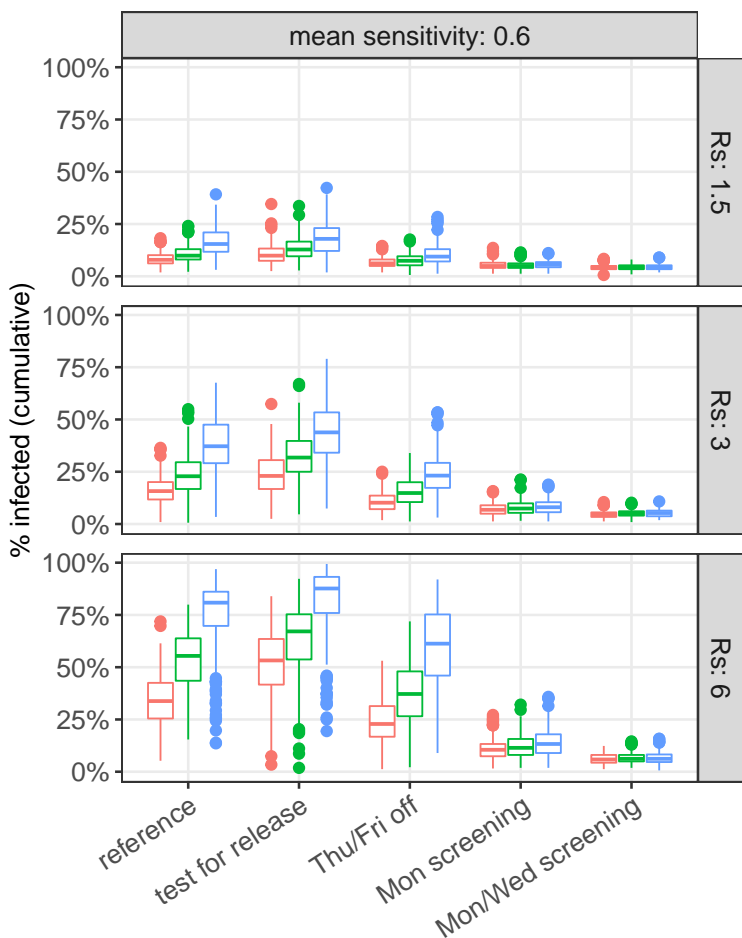 mean sensitivity: 0.6
100%
75%
50%
25%
0%
Rs: 1.5
100%
75%
50%
25%
0%
Rs: 3
100%
75%
50%
25%
0%
Rs: 6
% infected (cumulative)
reference
test for release
Thu/Fri off
Mon screening
Mon/Wed screening